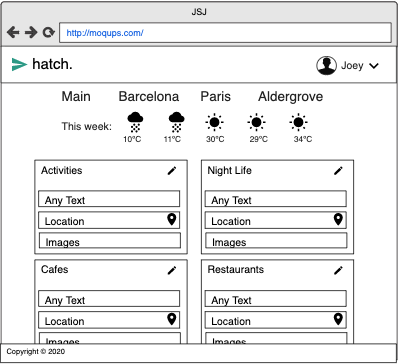 JSJ
http://moqups.com/
hatch.
Joey
Main Barcelona Paris Aldergrove
This week:
10°C 11°C 30°C 29°C 34°C
Activities
Any Text
Location
Images
Night Life
Any Text
Location
Images
Cafes
Any Text
Location
Images
Restaurants
Any Text
Location
Images
Copyright © 2020